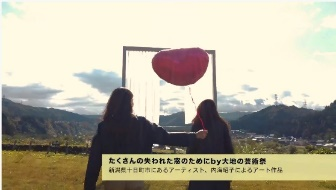 たくさんの失われた窓のためにby大地の芸術祭
新潟県十日町市にあるアーティスト、内海昭子によるアート作品